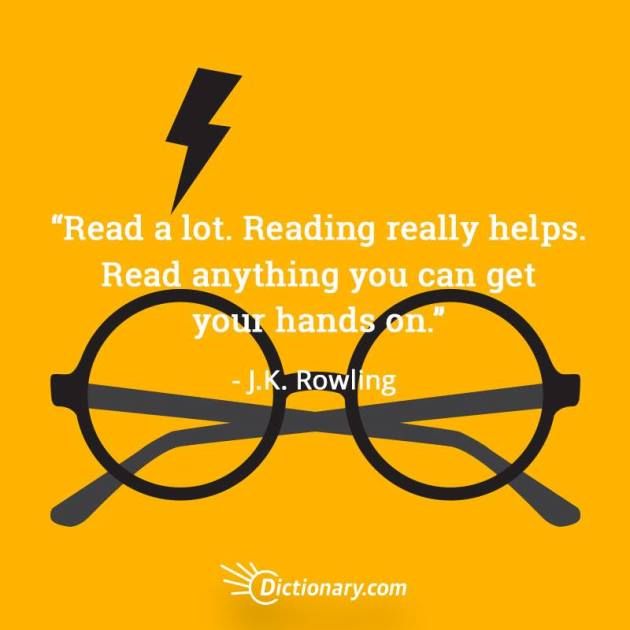 “Read a lot. Reading really helps.
Read anything you can get
your hands on.”
- J.K. Rowling
Dictionary.com